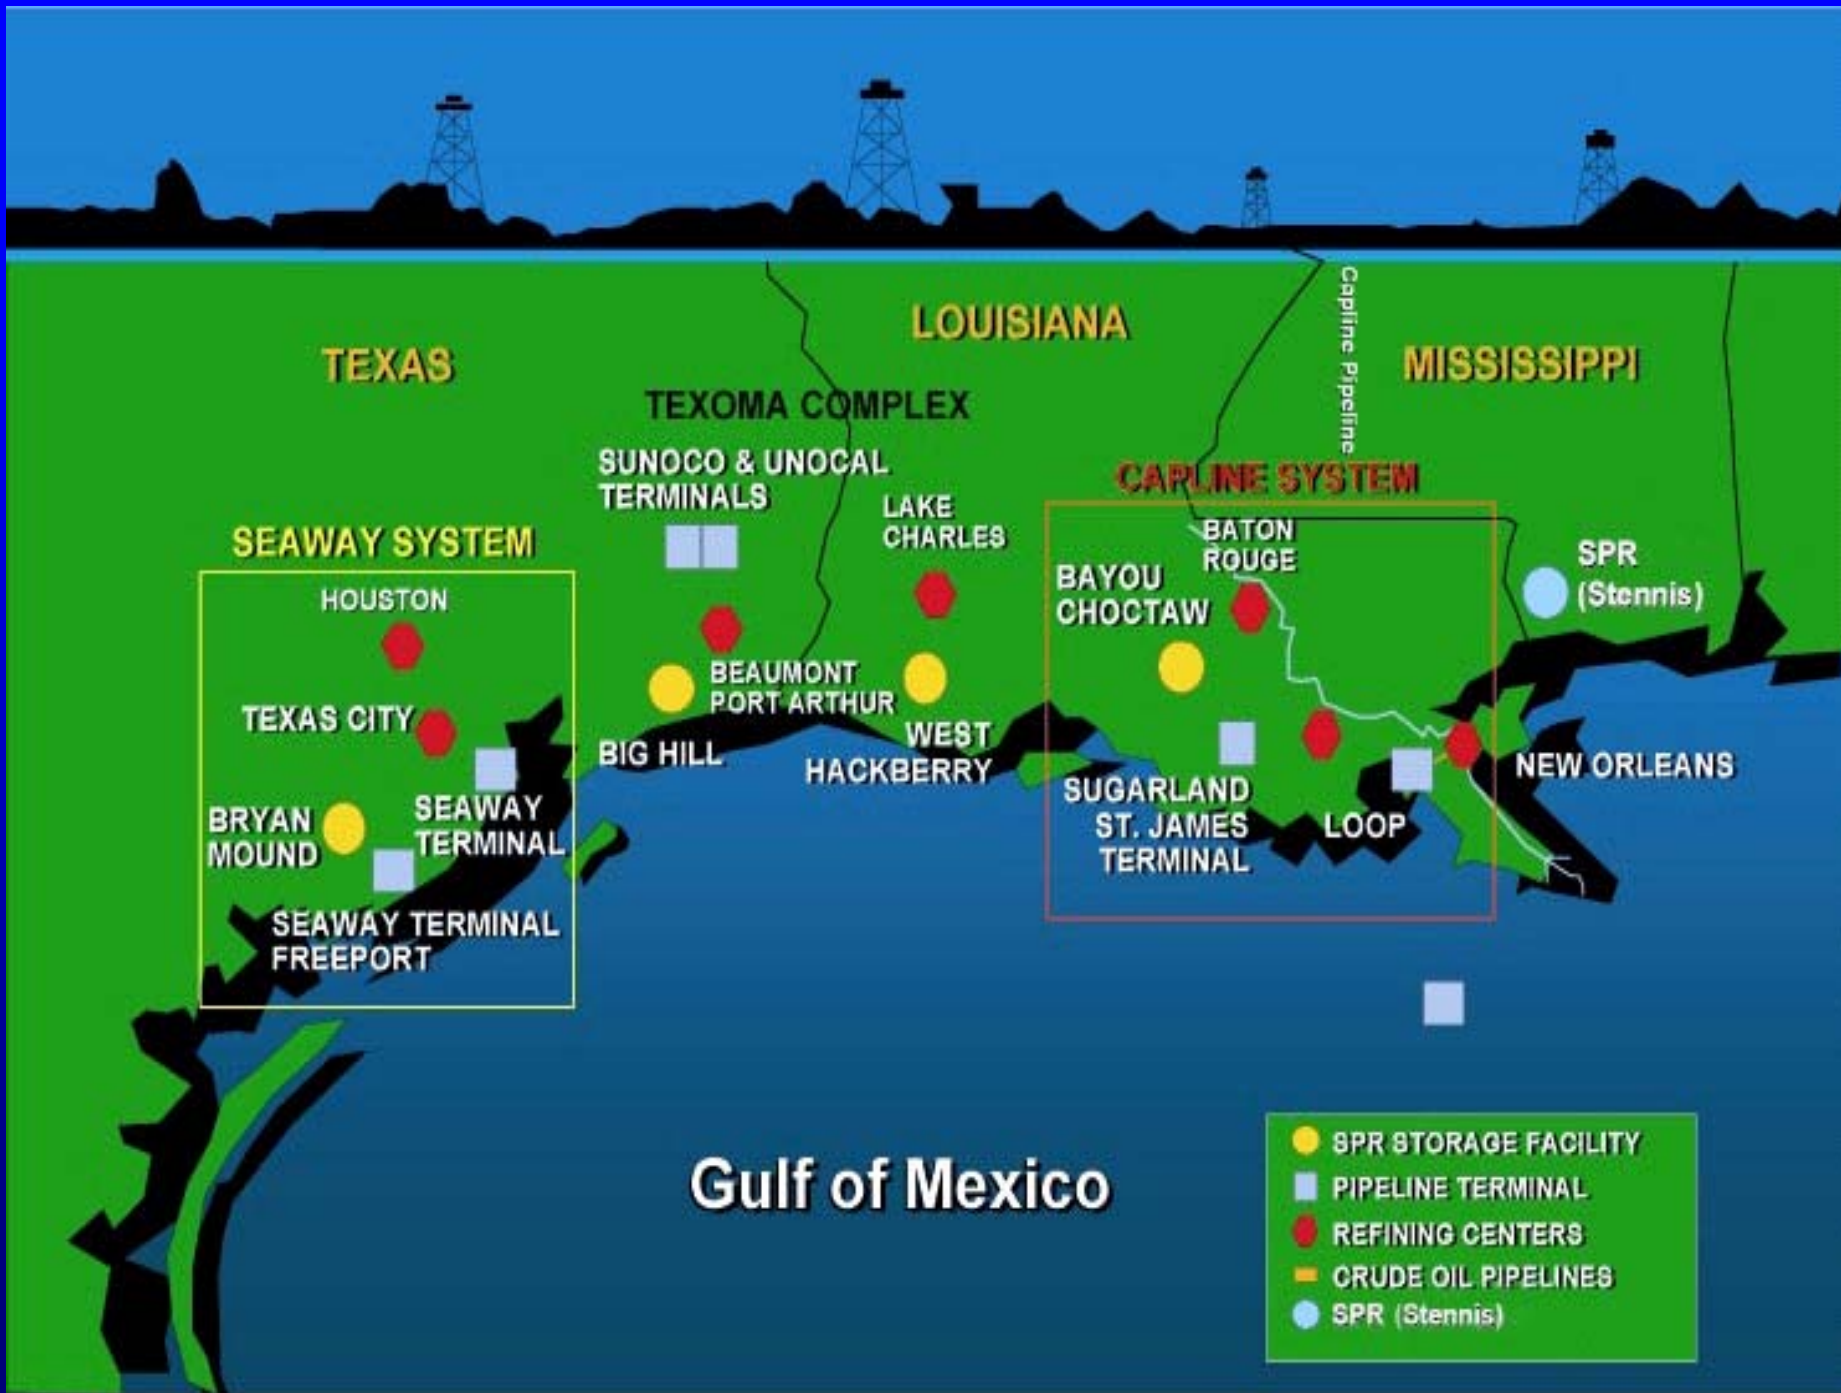 TEXAS
LOUISIANA
MISSISSIPPI
Capline Pipeline
TEXOMA COMPLEX
SUNOCO & UNOCAL
TERMINALS
LAKE
CHARLES
CAPLINE SYSTEM
SEAWAY SYSTEM
HOUSTON
TEXAS CITY
BRYAN
MOUND
SEAWAY
TERMINAL
SEAWAY TERMINAL
FREEPORT
BEAUMONT
PORT ARTHUR
BIG HILL
WEST
HACKBERRY
BATON
ROUGE
BAYOU
CHOCTAW
SPR
(Stennis)
SUGARLAND
ST. JAMES
TERMINAL
LOOP
NEW ORLEANS
Gulf of Mexico
SPR STORAGE FACILITY
PIPELINE TERMINAL
REFINING CENTERS
CRUDE OIL PIPELINES
SPR (Stennis)